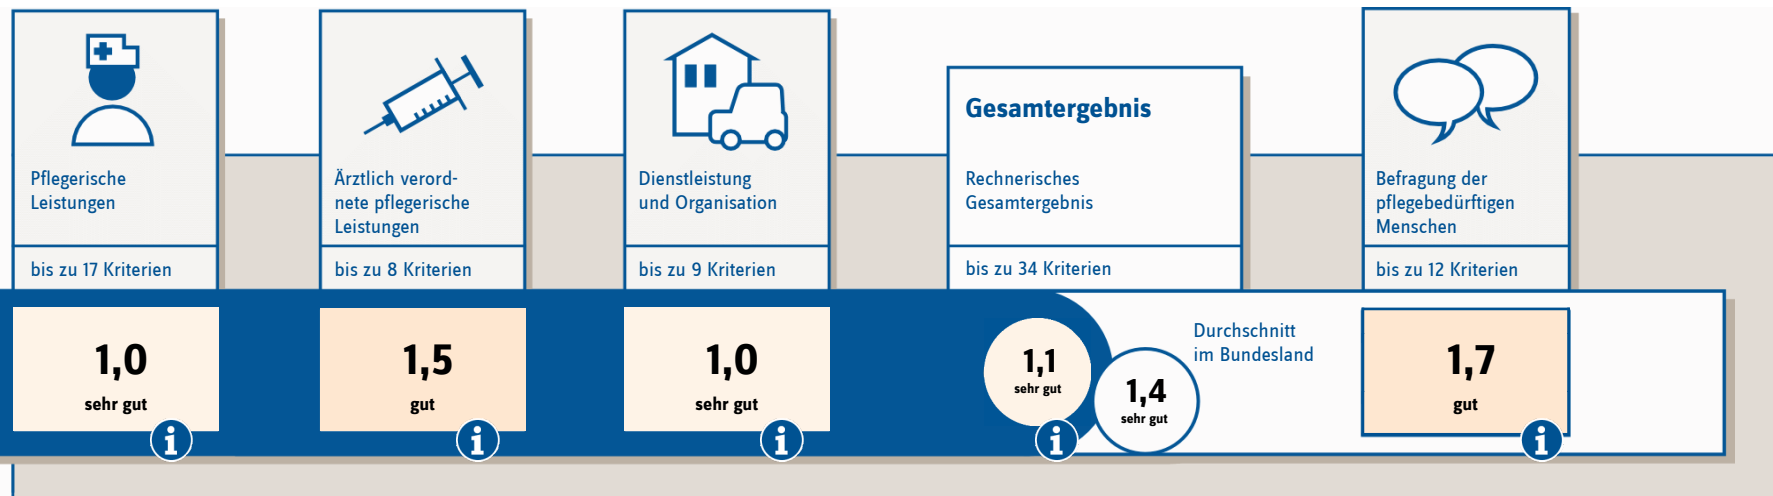 Pflegerische
Leistungen
bis zu 17 Kriterien
1,0
sehr gut
i
Ärztlich verord-
nete pflegerische
Leistungen
bis zu 8 Kriterien
1,5
gut
i
Dienstleistung
und Organisation
bis zu 9 Kriterien
1,0
sehr gut
i
Gesamtergebnis
Rechnerisches
Gesamtergebnis
bis zu 34 Kriterien
1,1
sehr gut
i
1,4
sehr gut
Durchschnitt
im Bundesland
Befragung der
pflegebedürftigen
Menschen
bis zu 12 Kriterien
1,7
gut
i